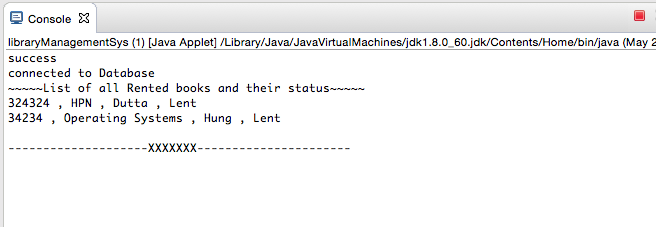 Console
libraryManagementSys (1) [Java Applet] /Library/Java/JavaVirtualMachines/jdk1.8.0_60.jdk/Contents/Home/bin/java (May 2
success
connected to Database
~~~~~List of all Rented books and their status~~~~~
324324 , HPN , Dutta , Lent
34234 , Operating Systems , Hung , Lent
--------------------XXXXXXX----------------------